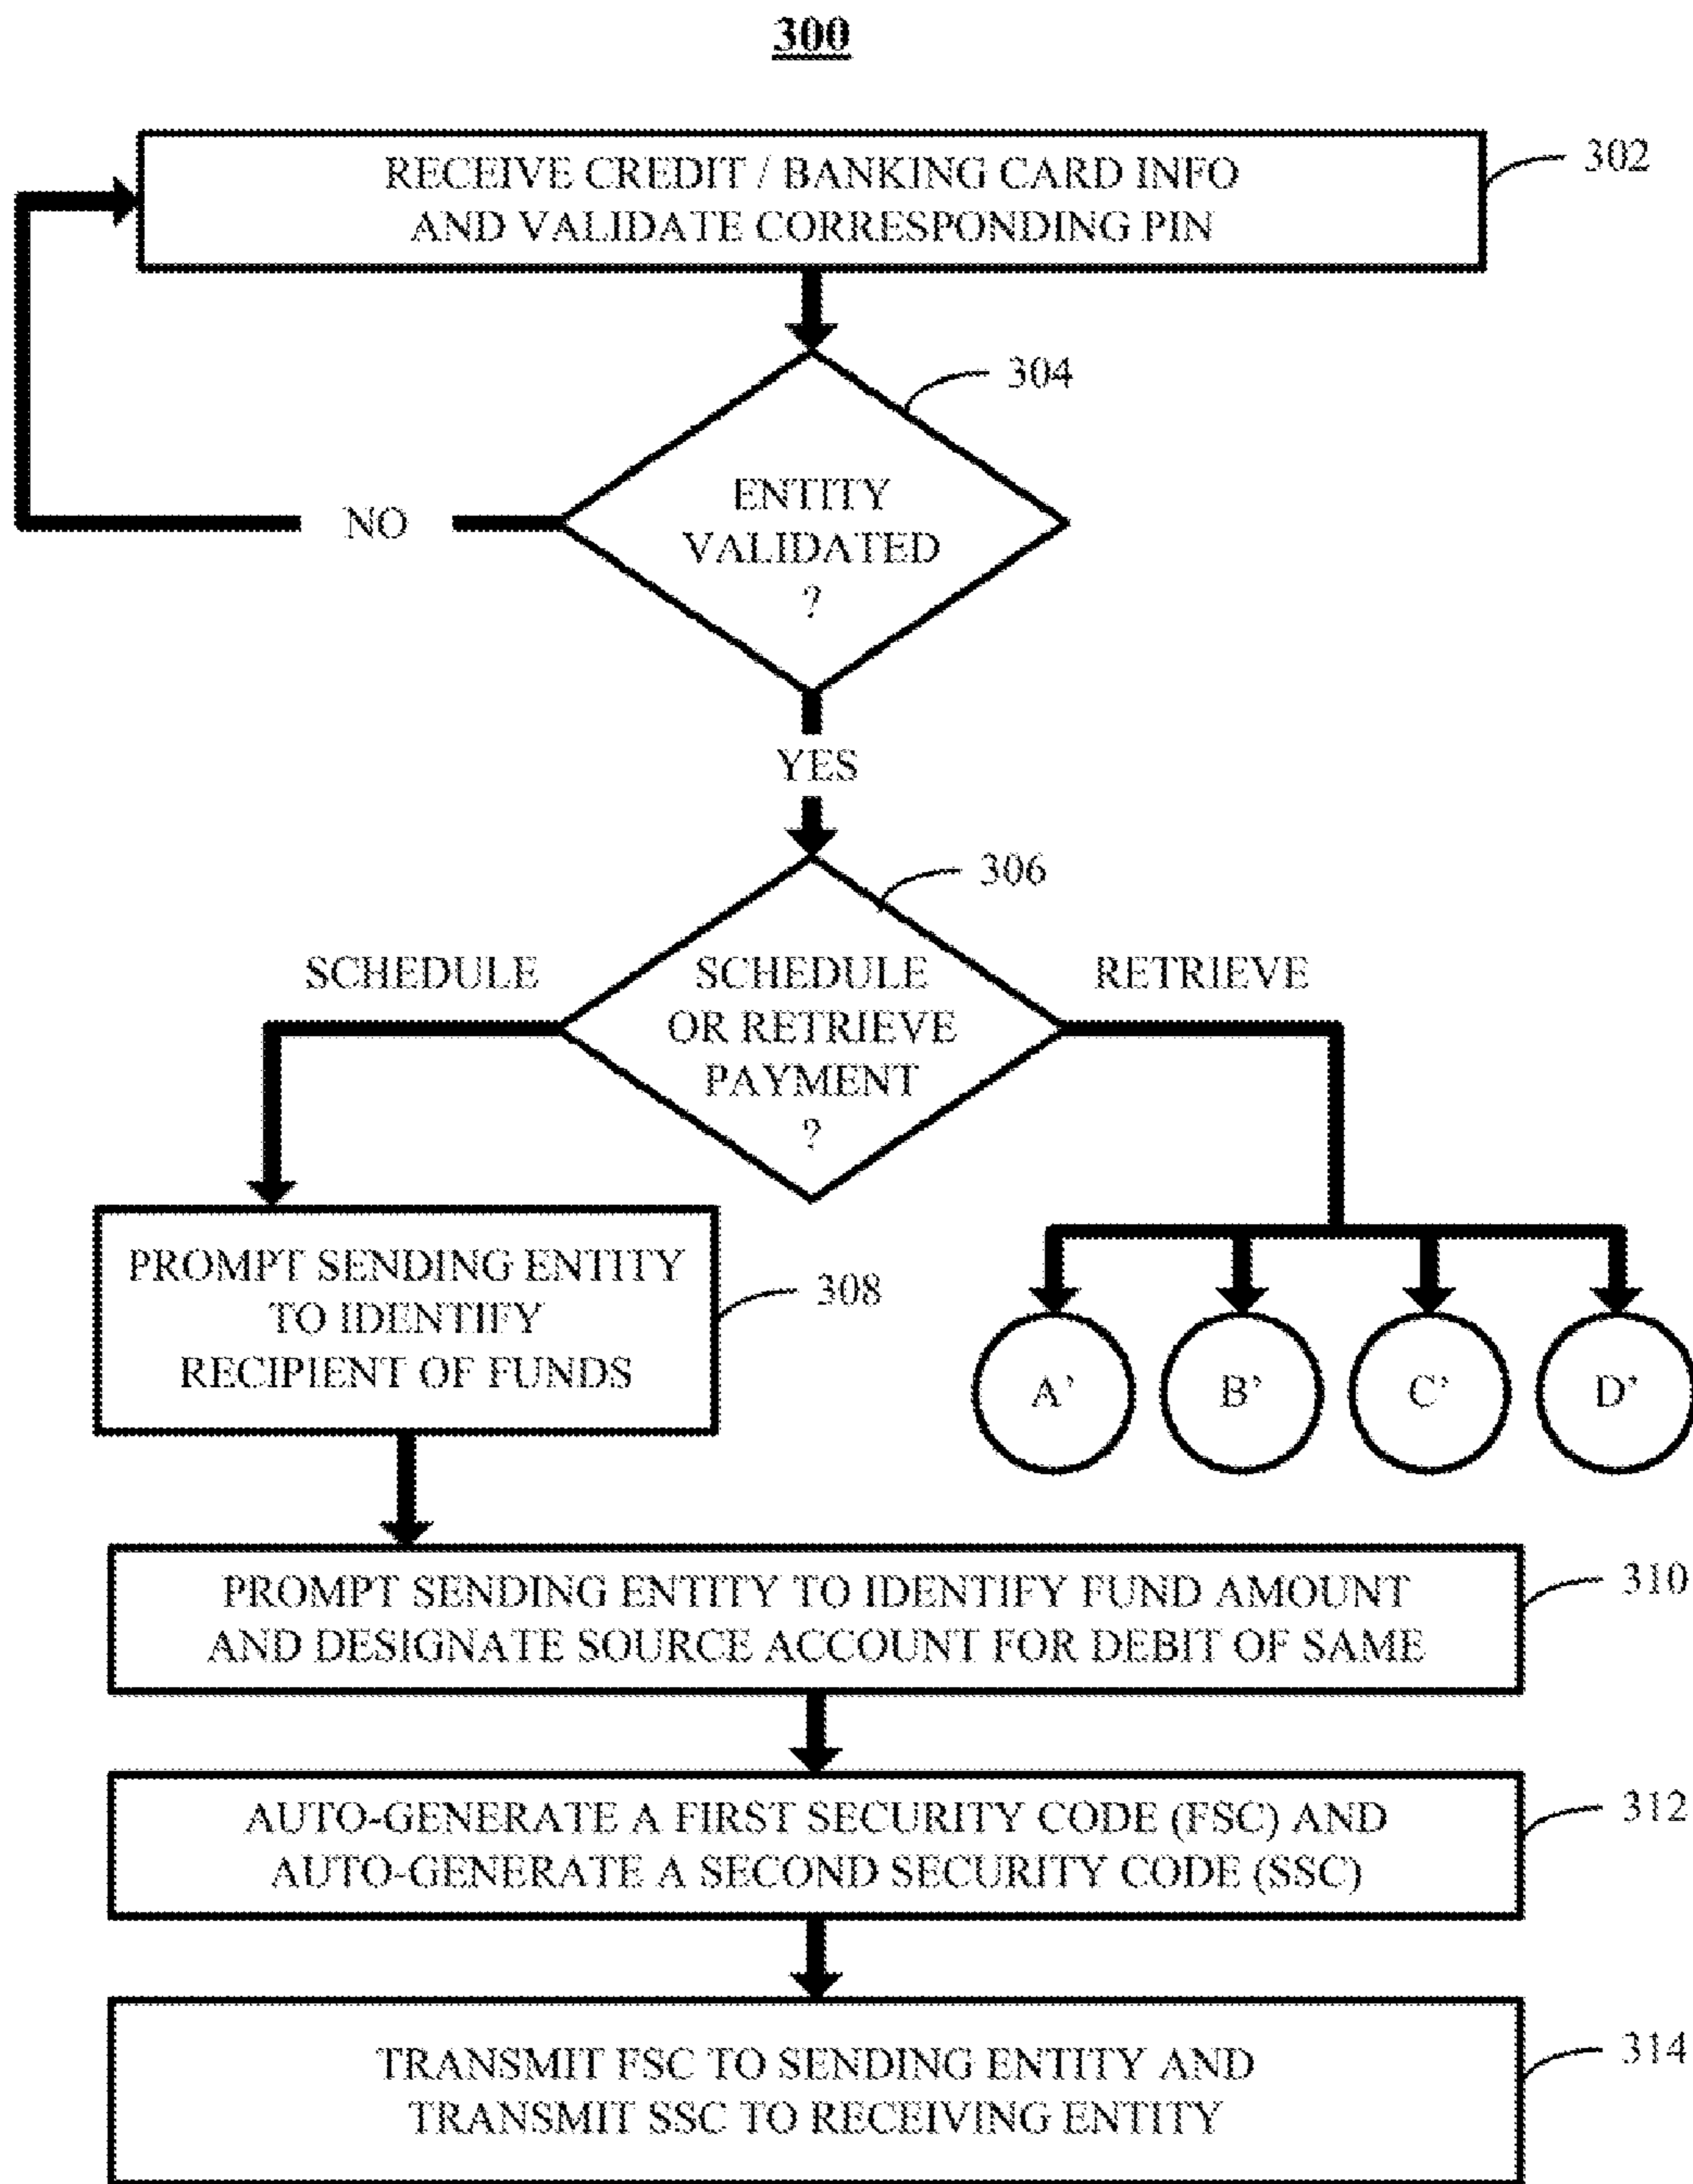 300
RECEIVE CREDIT / BANKING CARD INFO
AND VALIDATE CORRESPONDING PIN
302
304
ENTITY
VALIDATED
?
NO
YES
306
SCHEDULE
SCHEDULE
OR RETRIEVE
PAYMENT
?
RETRIEVE
PROMPT SENDING ENTITY
TO IDENTIFY
RECIPIENT OF FUNDS
308
A'
B'
C'
D'
PROMPT SENDING ENTITY TO IDENTIFY FUND AMOUNT
AND DESIGNATE SOURCE ACCOUNT FOR DEBIT OF SAME
310
AUTO-GENERATE A FIRST SECURITY CODE (FSC) AND
AUTO-GENERATE A SECOND SECURITY CODE (SSC)
312
TRANSMIT FSC TO SENDING ENTITY AND
TRANSMIT SSC TO RECEIVING ENTITY
314